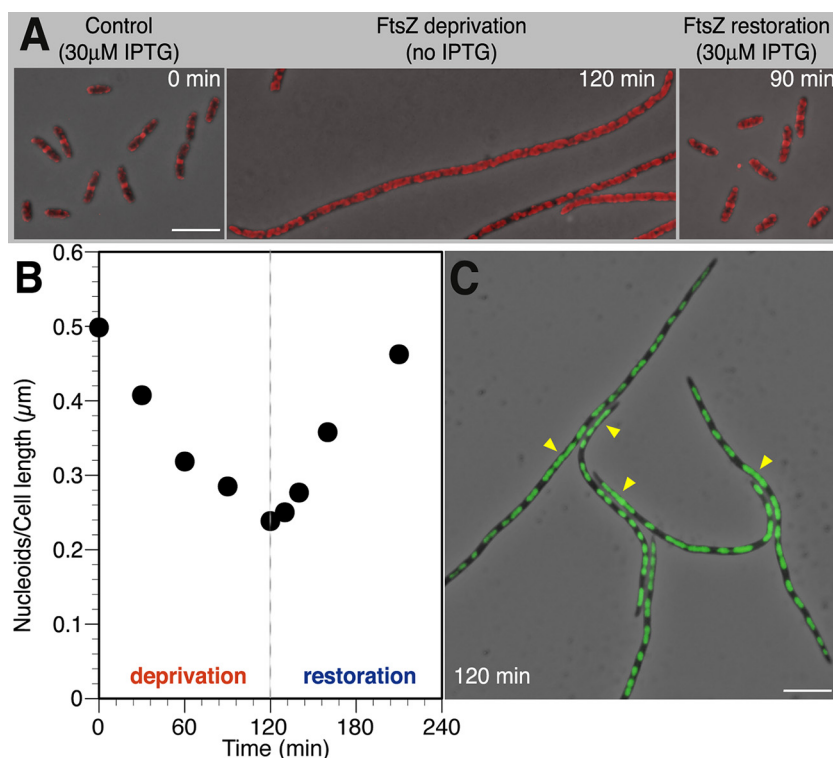 A
Control
(30μM IPTG)
FtsZ deprivation
(no IPTG)
FtsZ restoration
(30μM IPTG)
0 min
120 min
90 min
B
0.6
0.5
0.4
0.3
0.2
0.1
0
Nucleoids/Cell length (μm)
deprivation
restoration
0
60
120
180
240
Time (min)
C
120 min